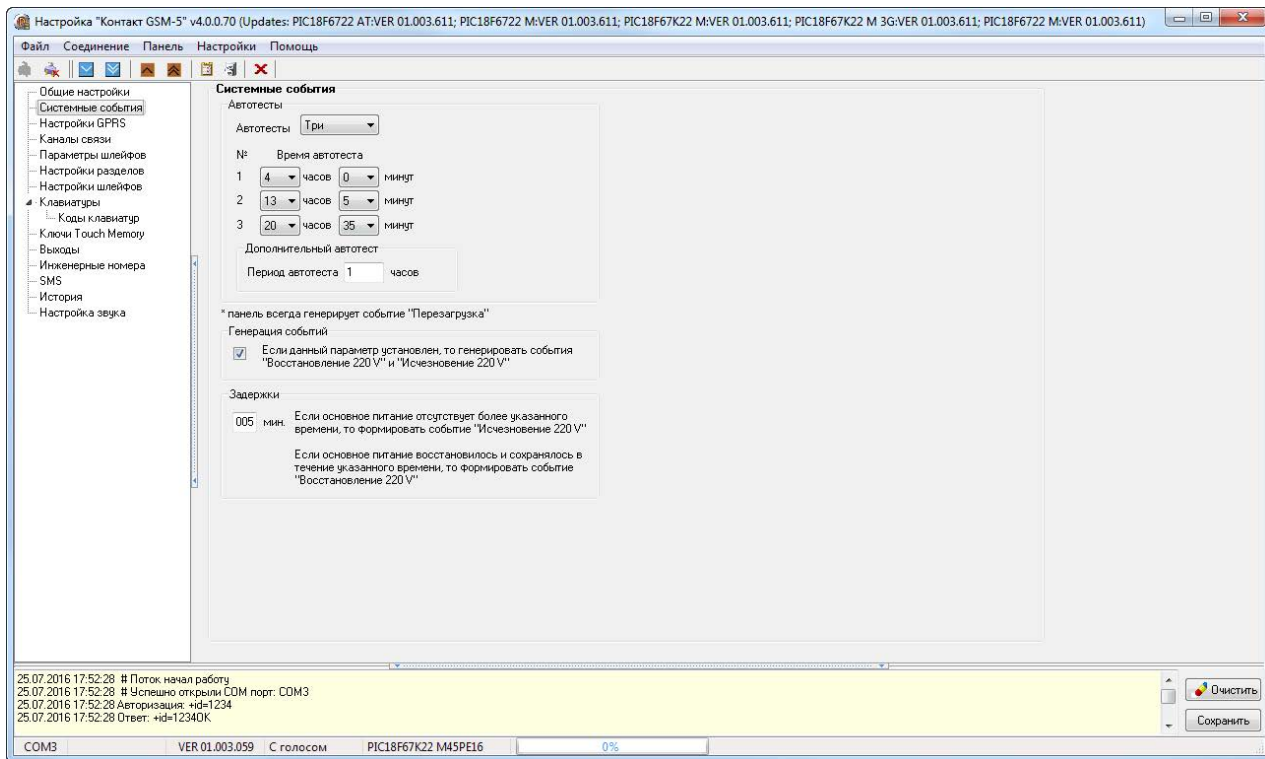 Настройка "Контакт GSM-5" v4.0.0.70 (Updates: PIC18F6722 AT:VER 01.003.611; PIC18F6722 M:VER 01.003.611; PIC18F67K22 M:VER 01.003.611; PIC18F67K22 M 3G:VER 01.003.611; PIC18F6722 M2:VER 01.003.611)
Файл Соединение Панель Настройки Помощь
Общие настройки
Системные события
Настройки GPRS
Каналы связи
Параметры шлейфов
Настройки разделов
Настройки шлейфов
Клавиатуры
Коды клавиатур
Ключи Touch Memory
Выходы
Инженерные номера
SMS
История
Настройка звука
Системные события
Автотесты
Автотесты Три
№ Время автотеста
1 4 часов 0 минут
2 13 часов 5 минут
3 20 часов 35 минут
Дополнительный автотест
Период автотеста 1 часов
* панель всегда генерирует событие "Перезагрузка"
Генерация событий
Если данный параметр установлен, то генерировать события
"Восстановление 220 V" и "Исчезновение 220 V"
Задержки
005 мин. Если основное питание отсутствует более указанного
времени, то формировать событие "Исчезновение 220 V"
Если основное питание восстановилось и сохранялось в
течение указанного времени, то формировать событие
"Восстановление 220 V"
25.07.2016 17:52:28 # Поток начал работу
25.07.2016 17:52:28 # Успешно открыли COM порт: COM3
25.07.2016 17:52:28 Авторизация: +id=1234
25.07.2016 17:52:28 Ответ: +id=1234OK
Очистить
Сохранить
COM3 VER 01.003.059 С голосом PIC18F67K22 M45PE16 0%